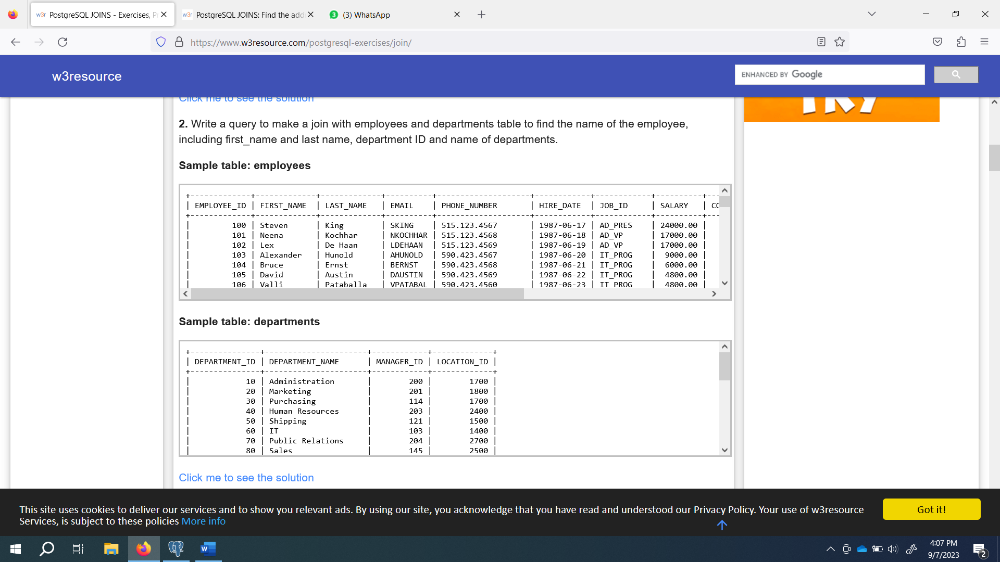 w3r PostgreSQL JOINS - Exercises, P
w3r PostgreSQL JOINS: Find the add
3 (3) WhatsApp
https://www.w3resource.com/postgresql-exercises/join/
w3resource
ENHANCED BY Google
Click me to see the solution
2. Write a query to make a join with employees and departments table to find the name of the employee,
including first_name and last name, department ID and name of departments.
Sample table: employees
+-------------+-------------+-------------+----------+--------------------+------------+------------+----------+---
| EMPLOYEE_ID | FIRST_NAME | LAST_NAME | EMAIL | PHONE_NUMBER | HIRE_DATE | JOB_ID | SALARY | CO
+-------------+-------------+-------------+----------+--------------------+------------+------------+----------+---
| 100 | Steven | King | SKING | 515.123.4567 | 1987-06-17 | AD_PRES | 24000.00 |
| 101 | Neena | Kochhar | NKOCHHAR | 515.123.4568 | 1987-06-18 | AD_VP | 17000.00 |
| 102 | Lex | De Haan | LDEHAAN | 515.123.4569 | 1987-06-19 | AD_VP | 17000.00 |
| 103 | Alexander | Hunold | AHUNOLD | 590.423.4567 | 1987-06-20 | IT_PROG | 9000.00 |
| 104 | Bruce | Ernst | BERNST | 590.423.4568 | 1987-06-21 | IT_PROG | 6000.00 |
| 105 | David | Austin | DAUSTIN | 590.423.4569 | 1987-06-22 | IT_PROG | 4800.00 |
| 106 | Valli | Pataballa | VPATABAL | 590.423.4560 | 1987-06-23 | IT_PROG | 4800.00 |
Sample table: departments
+---------------+----------------------+------------+-------------+
| DEPARTMENT_ID | DEPARTMENT_NAME | MANAGER_ID | LOCATION_ID |
+---------------+----------------------+------------+-------------+
| 10 | Administration | 200 | 1700 |
| 20 | Marketing | 201 | 1800 |
| 30 | Purchasing | 114 | 1700 |
| 40 | Human Resources | 203 | 2400 |
| 50 | Shipping | 121 | 1500 |
| 60 | IT | 103 | 1400 |
| 70 | Public Relations | 204 | 2700 |
| 80 | Sales | 145 | 2500 |
Click me to see the solution
This site uses cookies to deliver our services and to show you relevant ads. By using our site, you acknowledge that you have read and understood our Privacy Policy. Your use of w3resource
Services, is subject to these policies More info
Got it!
W
4:07 PM
9/7/2023
2